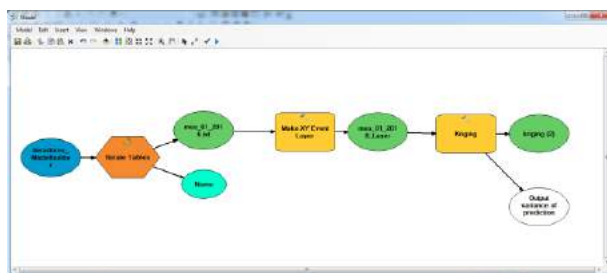 Model
Model Edit Insert View Windows Help
Iterate Tables
Name
Make XY Event
Layer
Kriging
kriging (2)
Output
variance of
prediction